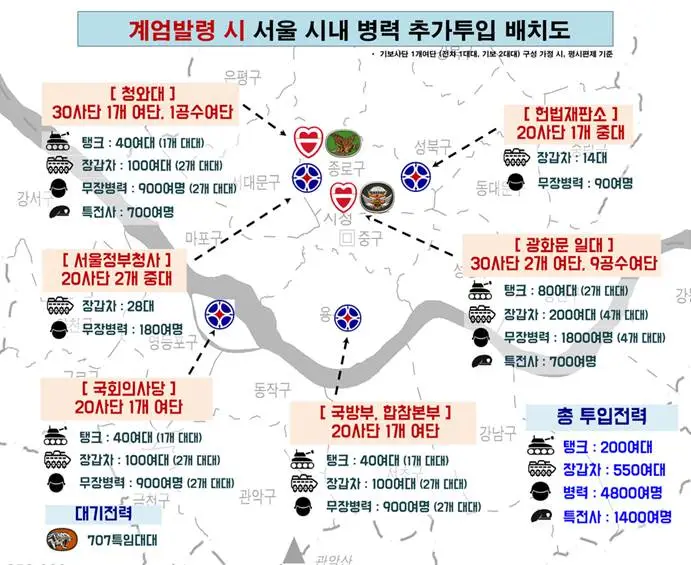 계엄발령 시 서울 시내 병력 추가투입 배치도
• 기보사단 1개여단 (전차 1대대, 기보 2대대) 구성 가정 시, 평시편제 기준
은평구
[ 청와대 ]
30사단 1개 여단, 1공수여단
탱크 : 40여대 (1개 대대)
장갑차 : 100여대 (2개 대대)
무장병력 : 900여명 (2개 대대)
특전사 : 700여명
[ 헌법재판소 ]
20사단 1개 중대
장갑차 : 14대
무장병력 : 90여명
성북구
종로구
서대문구
동대문구
강서구
마포구
시청
중구
[ 서울정부청사 ]
20사단 2개 중대
장갑차 : 28대
무장병력 : 180여명
[ 광화문 일대 ]
30사단 2개 여단, 9공수여단
탱크 : 80여대 (2개 대대)
장갑차 : 200여대 (4개 대대)
무장병력 : 1800여명 (4개 대대)
특전사 : 700여명
용
영등포구
동작구
[ 국회의사당 ]
20사단 1개 여단
탱크 : 40여대 (1개 대대)
장갑차 : 100여대 (2개 대대)
무장병력 : 900여명 (2개 대대)
[ 국방부, 합참본부 ]
20사단 1개 여단
탱크 : 40여대 (1개 대대)
장갑차 : 100여대 (2개 대대)
무장병력 : 900여명 (2개 대대)
강남구
총 투입전력
탱크 : 200여대
장갑차 : 550여대
병력 : 4800여명
특전사 : 1400여명
금천구
관악구
대기전력
707특임대대
관악산